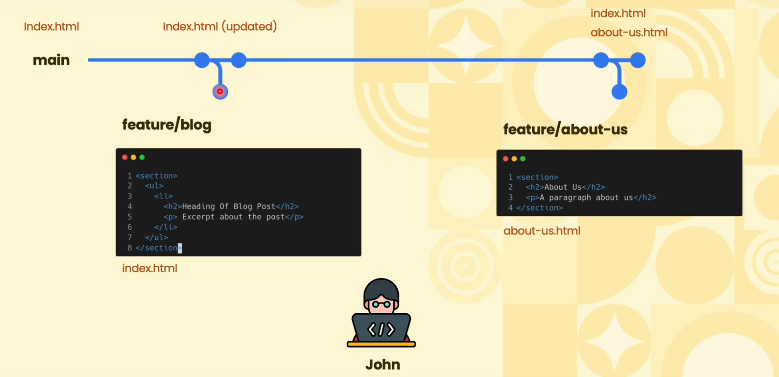 Index.html
Index.html (updated)
index.html
about-us.html
main
feature/blog
1 <section>
2 <ul>
3 <li>
4 <h2>Heading Of Blog Post</h2>
5 <p> Excerpt about the post</p>
6 </li>
7 </ul>
8 </section>
index.html
feature/about-us
1 <section>
2 <h2>About Us</h2>
3 <p>A paragraph about us</h2>
4 </section>
about-us.html
</>
John